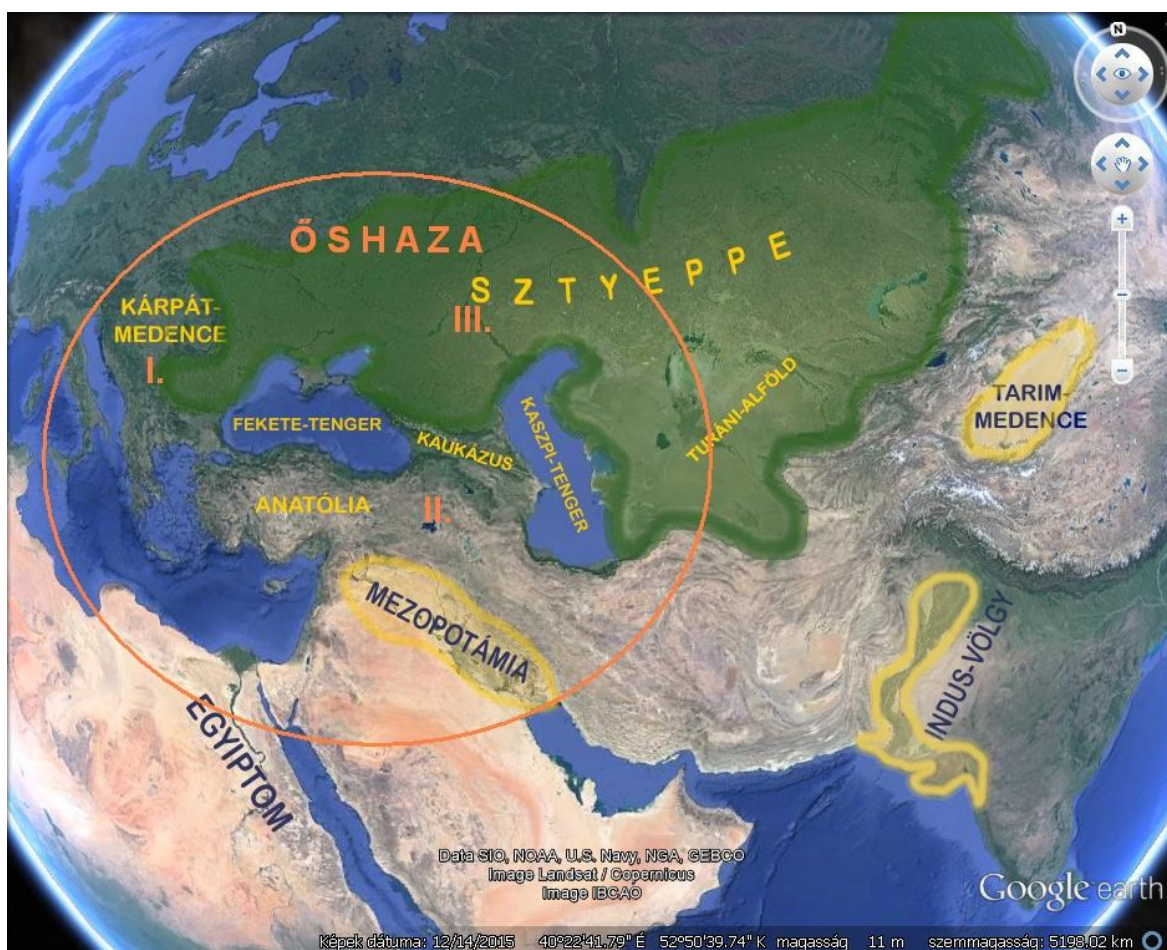 N
ŐSHAZA
SZTYEPPE
KÁRPÁT-
MEDENCE
I.
III.
FEKETE-TENGER
KAUKÁZUS
KASZPI-TENGER
TURÁNI-ALFÖLD
TARIM-
MEDENCE
ANATÓLIA
II.
MEZOPOTÁMIA
INDUS-VÖLGY
EGYIPTOM
Data SIO, NOAA, U.S. Navy, NGA, GEBCO
Image Landsat / Copernicus
Image IBCAO
Google earth
Képek dátuma: 12/14/2015 40°22'41.79" É 52°50'39.74" K magasság 11 m szemmagasság: 5198.02 km